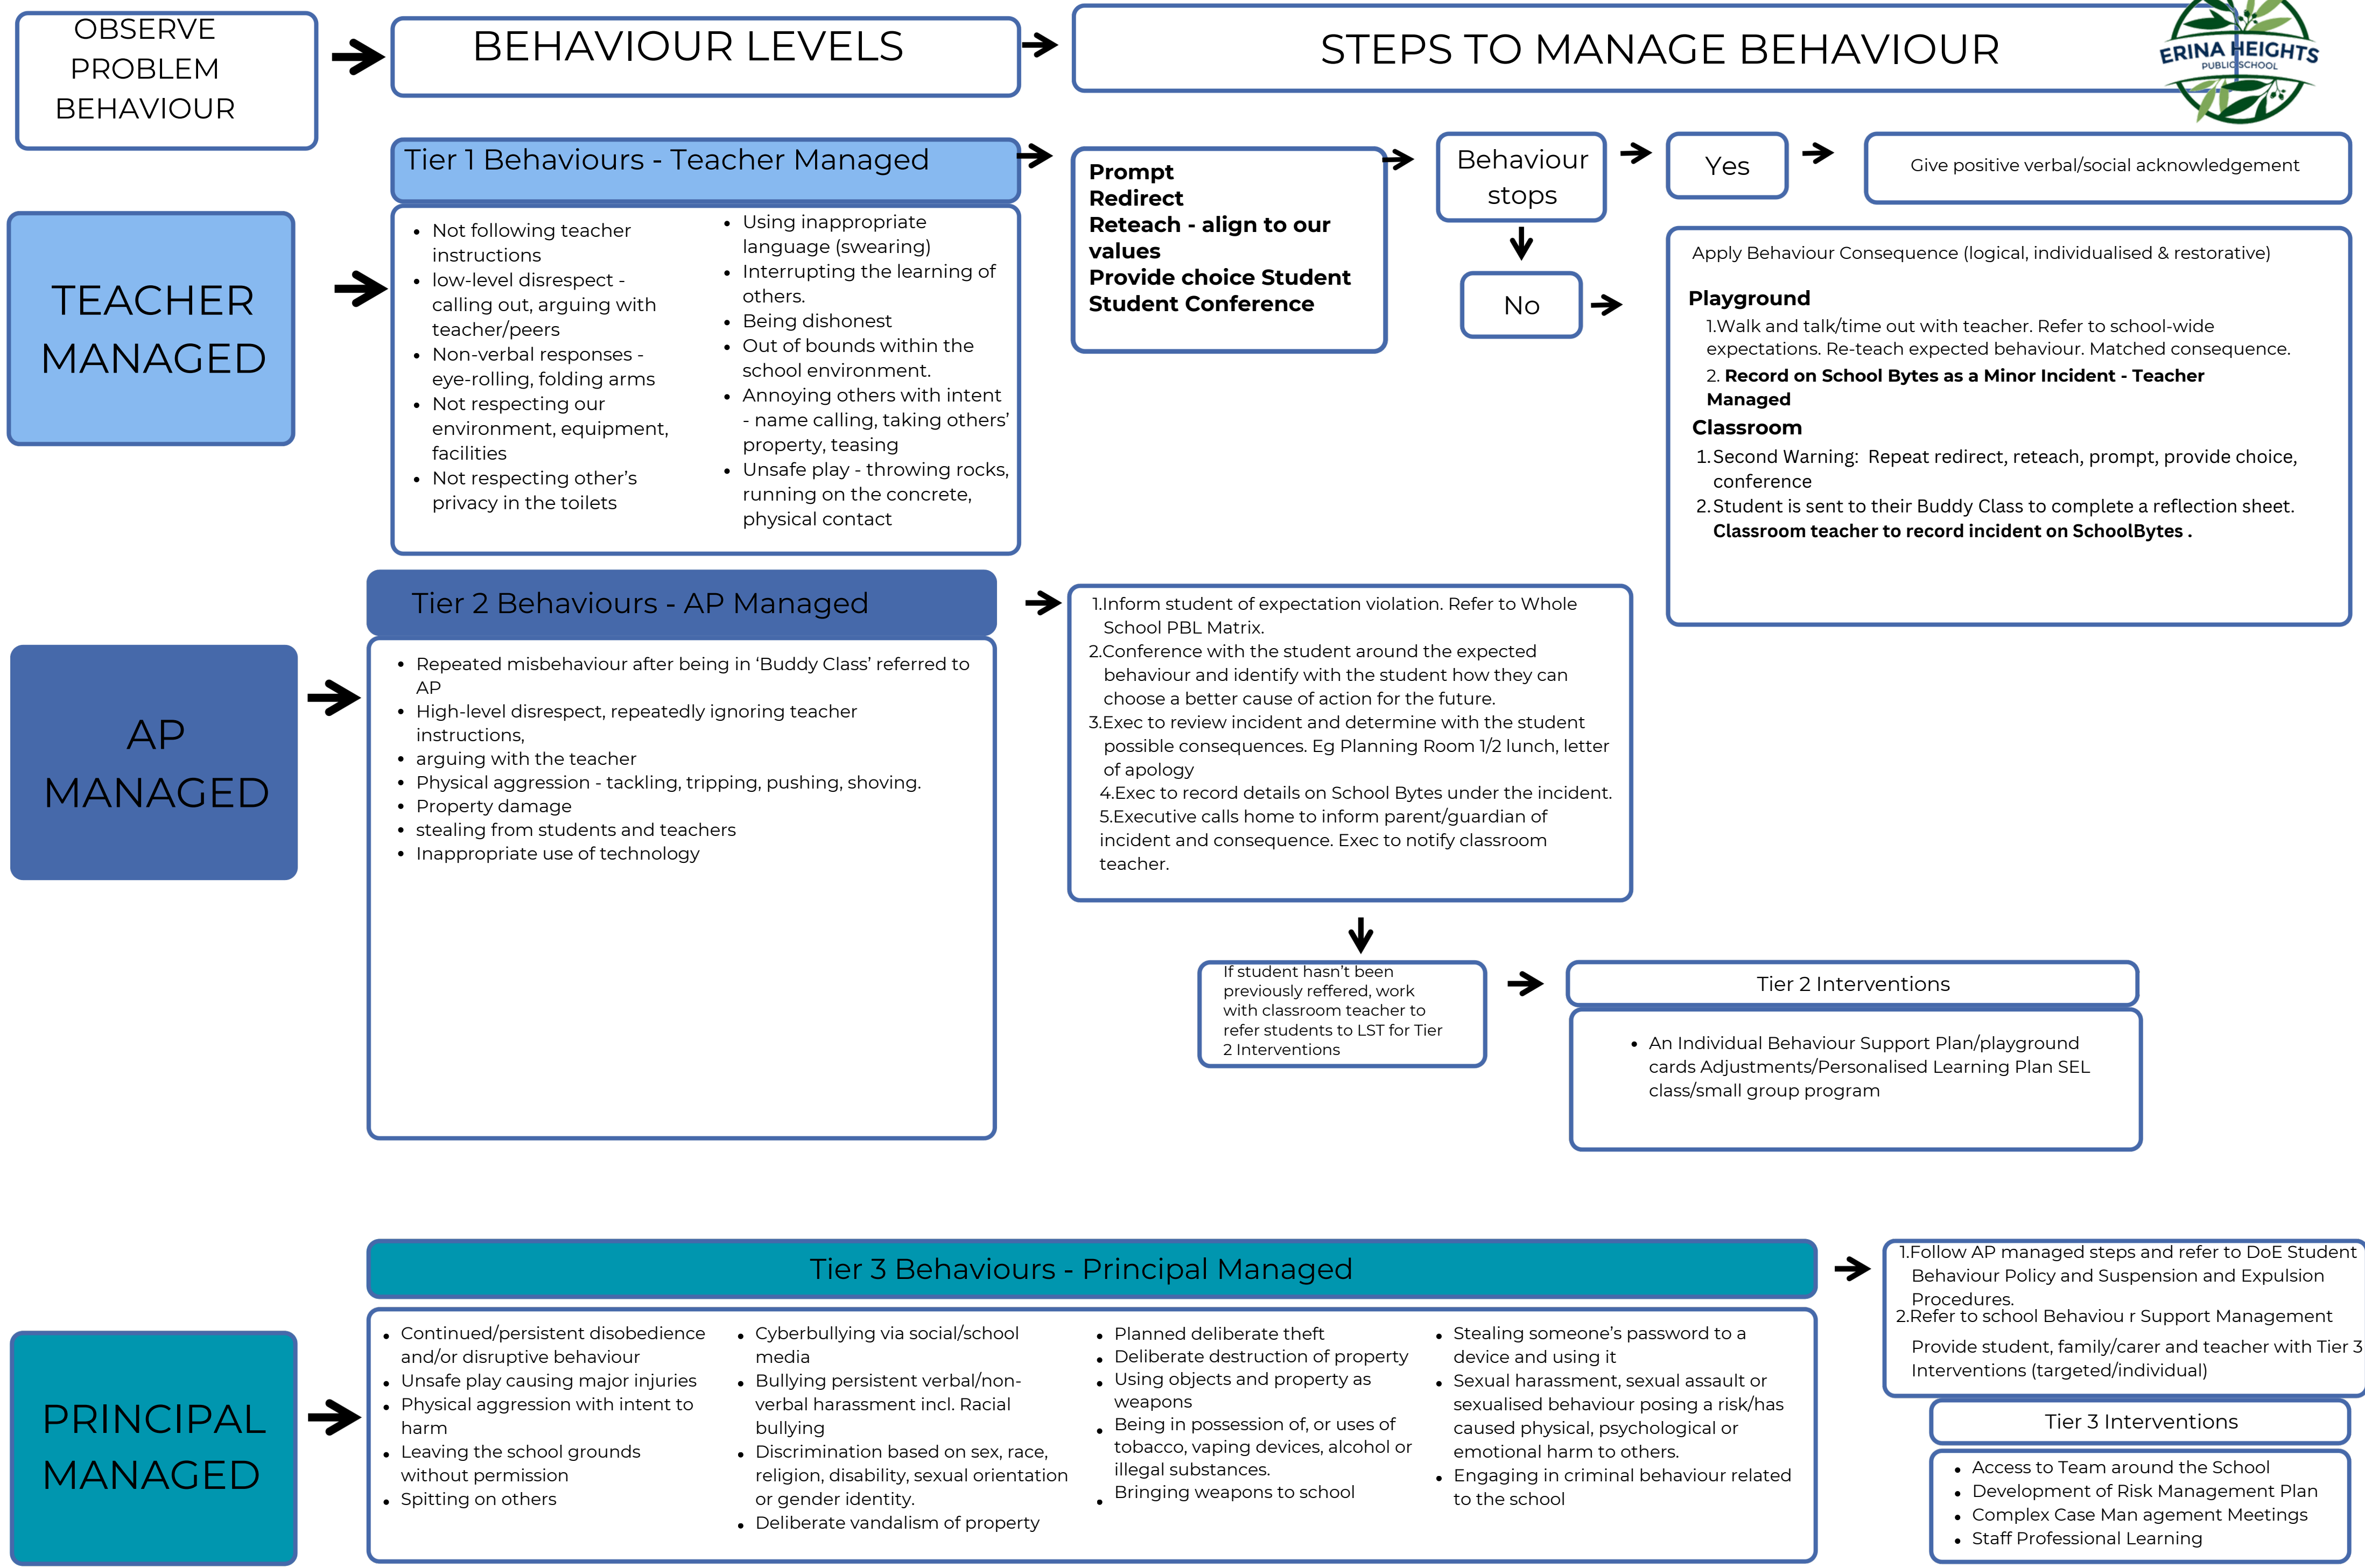 OBSERVE
PROBLEM
BEHAVIOUR
BEHAVIOUR LEVELS
STEPS TO MANAGE BEHAVIOUR
ERINA HEIGHTS
PUBLIC SCHOOL
TEACHER
MANAGED
Tier 1 Behaviours - Teacher Managed
• Not following teacher
instructions
• low-level disrespect -
calling out, arguing with
teacher/peers
• Non-verbal responses -
eye-rolling, folding arms
• Not respecting our
environment, equipment,
facilities
• Not respecting other's
privacy in the toilets
• Using inappropriate
language (swearing)
• Interrupting the learning of
others.
• Being dishonest
• Out of bounds within the
school environment.
• Annoying others with intent
- name calling, taking others'
property, teasing
• Unsafe play - throwing rocks,
running on the concrete,
physical contact
Prompt
Redirect
Reteach - align to our
values
Provide choice Student
Student Conference
Behaviour
stops
Yes
Give positive verbal/social acknowledgement
No
Apply Behaviour Consequence (logical, individualised & restorative)
Playground
1.Walk and talk/time out with teacher. Refer to school-wide
expectations. Re-teach expected behaviour. Matched consequence.
2. Record on School Bytes as a Minor Incident - Teacher
Managed
Classroom
1. Second Warning: Repeat redirect, reteach, prompt, provide choice,
conference
2. Student is sent to their Buddy Class to complete a reflection sheet.
Classroom teacher to record incident on SchoolBytes .
AP
MANAGED
Tier 2 Behaviours - AP Managed
• Repeated misbehaviour after being in 'Buddy Class' referred to
AP
• High-level disrespect, repeatedly ignoring teacher
instructions,
• arguing with the teacher
• Physical aggression - tackling, tripping, pushing, shoving.
• Property damage
• stealing from students and teachers
• Inappropriate use of technology
1.Inform student of expectation violation. Refer to Whole
School PBL Matrix.
2.Conference with the student around the expected
behaviour and identify with the student how they can
choose a better cause of action for the future.
3.Exec to review incident and determine with the student
possible consequences. Eg Planning Room 1/2 lunch, letter
of apology
4.Exec to record details on School Bytes under the incident.
5.Executive calls home to inform parent/guardian of
incident and consequence. Exec to notify classroom
teacher.
If student hasn't been
previously reffered, work
with classroom teacher to
refer students to LST for Tier
2 Interventions
Tier 2 Interventions
• An Individual Behaviour Support Plan/playground
cards Adjustments/Personalised Learning Plan SEL
class/small group program
PRINCIPAL
MANAGED
Tier 3 Behaviours - Principal Managed
• Continued/persistent disobedience
and/or disruptive behaviour
• Unsafe play causing major injuries
• Physical aggression with intent to
harm
• Leaving the school grounds
without permission
• Spitting on others
• Cyberbullying via social/school
media
• Bullying persistent verbal/non-
verbal harassment incl. Racial
bullying
• Discrimination based on sex, race,
religion, disability, sexual orientation
or gender identity.
• Deliberate vandalism of property
• Planned deliberate theft
• Deliberate destruction of property
• Using objects and property as
weapons
• Being in possession of, or uses of
tobacco, vaping devices, alcohol or
illegal substances.
• Bringing weapons to school
• Stealing someone's password to a
device and using it
• Sexual harassment, sexual assault or
sexualised behaviour posing a risk/has
caused physical, psychological or
emotional harm to others.
• Engaging in criminal behaviour related
to the school
1.Follow AP managed steps and refer to DoE Student
Behaviour Policy and Suspension and Expulsion
Procedures.
2.Refer to school Behaviou r Support Management
Provide student, family/carer and teacher with Tier 3
Interventions (targeted/individual)
Tier 3 Interventions
• Access to Team around the School
• Development of Risk Management Plan
• Complex Case Man agement Meetings
• Staff Professional Learning